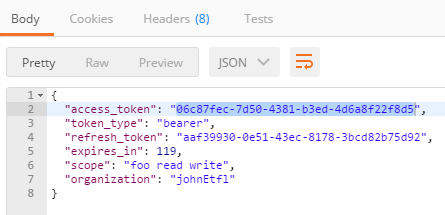 Body Cookies Headers (8) Tests
Pretty Raw Preview JSON
1 {
2 "access_token": "06c87fec-7d50-4381-b3ed-4d6a8f22f8d5",
3 "token_type": "bearer",
4 "refresh_token": "aaf39930-0e51-43ec-8178-3bcd82b75d92",
5 "expires_in": 119,
6 "scope": "foo read write",
7 "organization": "johnEtfl"
8 }